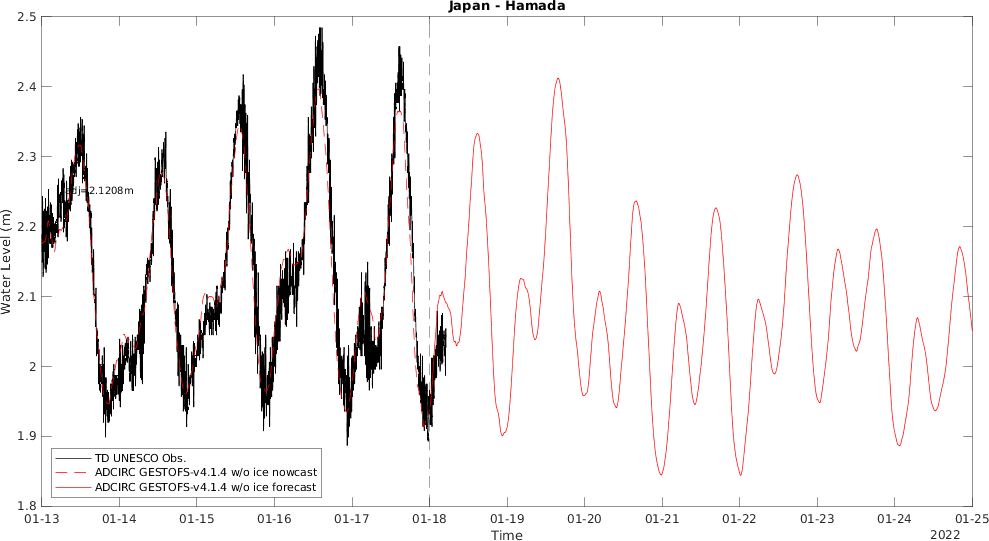 Japan - Hamada
2.5
2.4
2.3
2.2
2.1
2
1.9
1.8
Water Level (m)
adj=2.1208m
TD UNESCO Obs.
ADCIRC GESTOFS-v4.1.4 w/o ice nowcast
ADCIRC GESTOFS-v4.1.4 w/o ice forecast
01-13 01-14 01-15 01-16 01-17 01-18 01-19 01-20 01-21 01-22 01-23 01-24 01-25
Time
2022